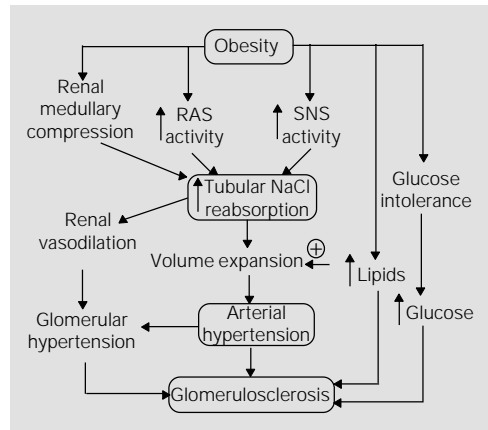 Obesity
Renal
medullary
compression
RAS
activity
SNS
activity
Tubular NaCl
reabsorption
Glucose
intolerance
Renal
vasodilation
Volume expansion
+
Lipids
Glucose
Glomerular
hypertension
Arterial
hypertension
Glomerulosclerosis